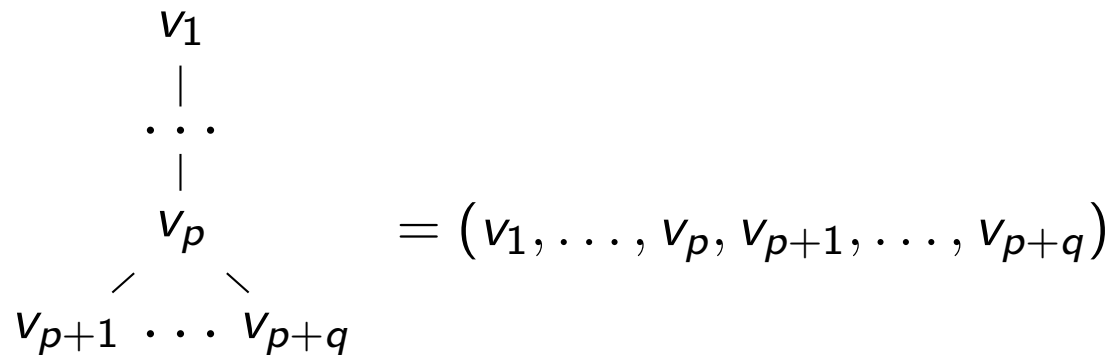 v₁
...
vₚ
= (v₁, ..., vₚ, vₚ₊₁, ..., vₚ₊q)
vₚ₊₁ ... vₚ₊q